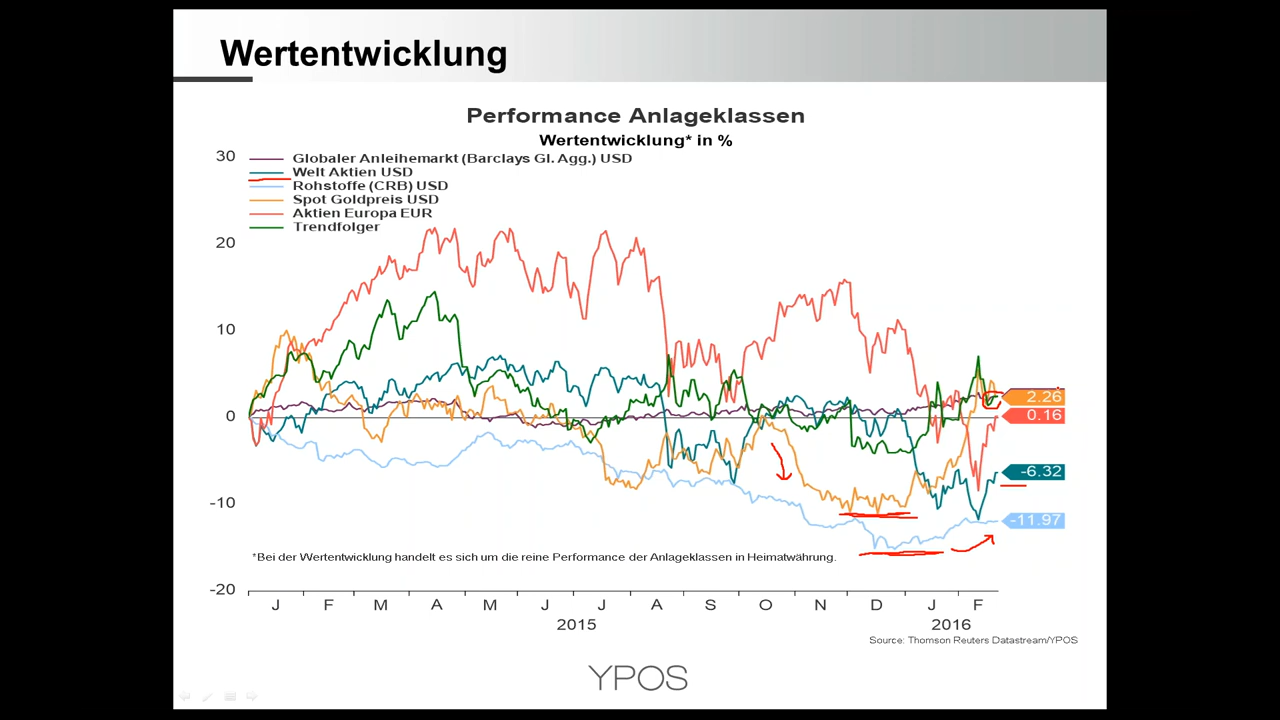 Wertentwicklung
Performance Anlageklassen
Wertentwicklung* in %
30
20
10
0
-10
-20
Globaler Anleihemarkt (Barclays Gl. Agg.) USD
Welt Aktien USD
Rohstoffe (CRB) USD
Spot Goldpreis USD
Aktien Europa EUR
Trendfolger
2.26
0.16
-6.32
-11.97
*Bei der Wertentwicklung handelt es sich um die reine Performance der Anlageklassen in Heimatwährung.
J F M A M J J A S O N D J F
2015 2016
Source: Thomson Reuters Datastream/YPOS
YPOS